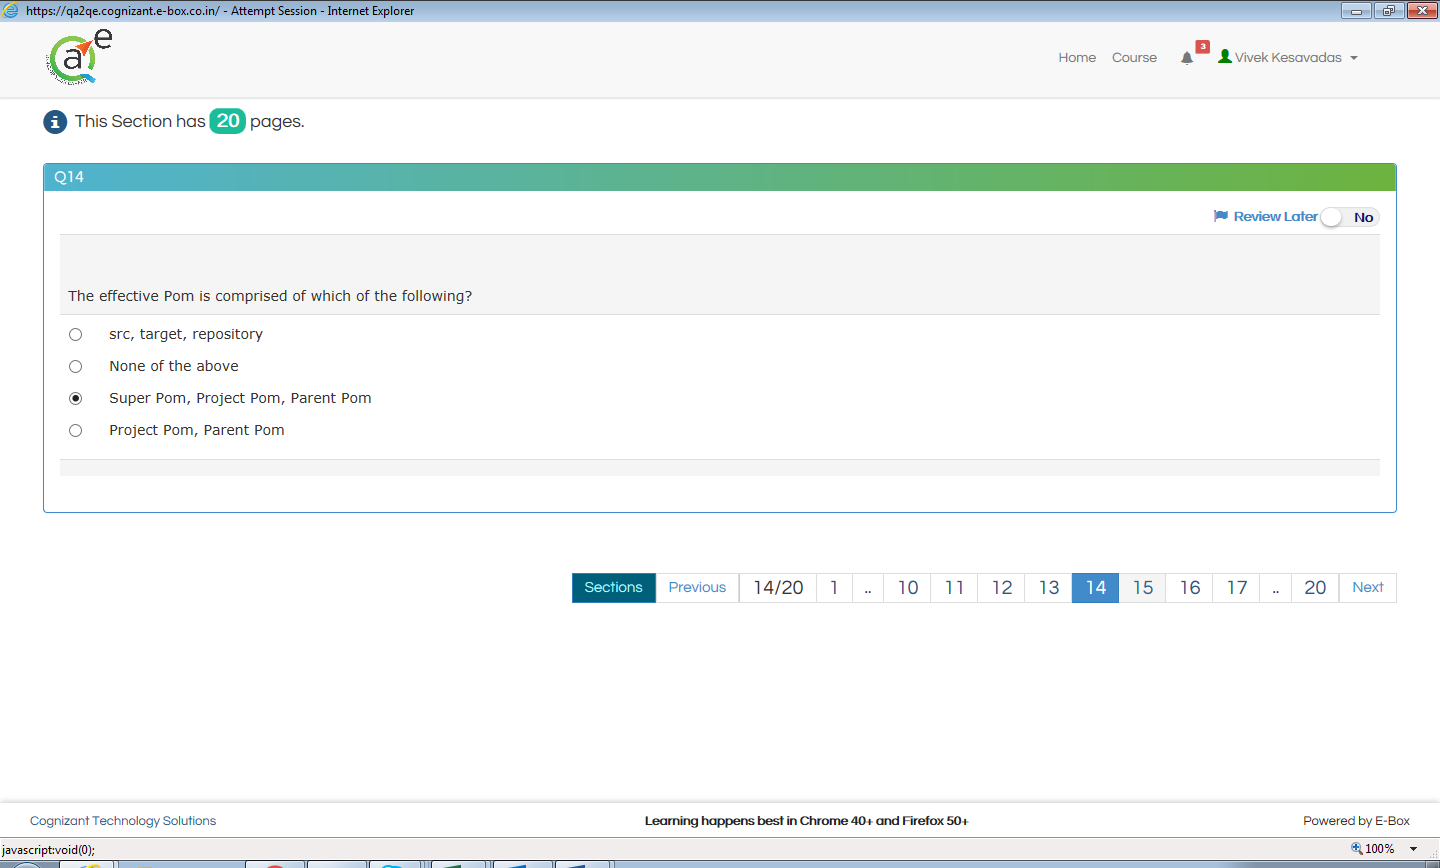 https://qa2qe.cognizant.e-box.co.in/ - Attempt Session - Internet Explorer
a e
Home Course 3 Vivek Kesavadas
i This Section has 20 pages.
Q14
Review Later No
The effective Pom is comprised of which of the following?
src, target, repository
None of the above
Super Pom, Project Pom, Parent Pom
Project Pom, Parent Pom
Sections Previous 14/20 1 .. 10 11 12 13 14 15 16 17 .. 20 Next
Cognizant Technology Solutions Learning happens best in Chrome 40+ and Firefox 50+ Powered by E-Box
javascript:void(0); 100%